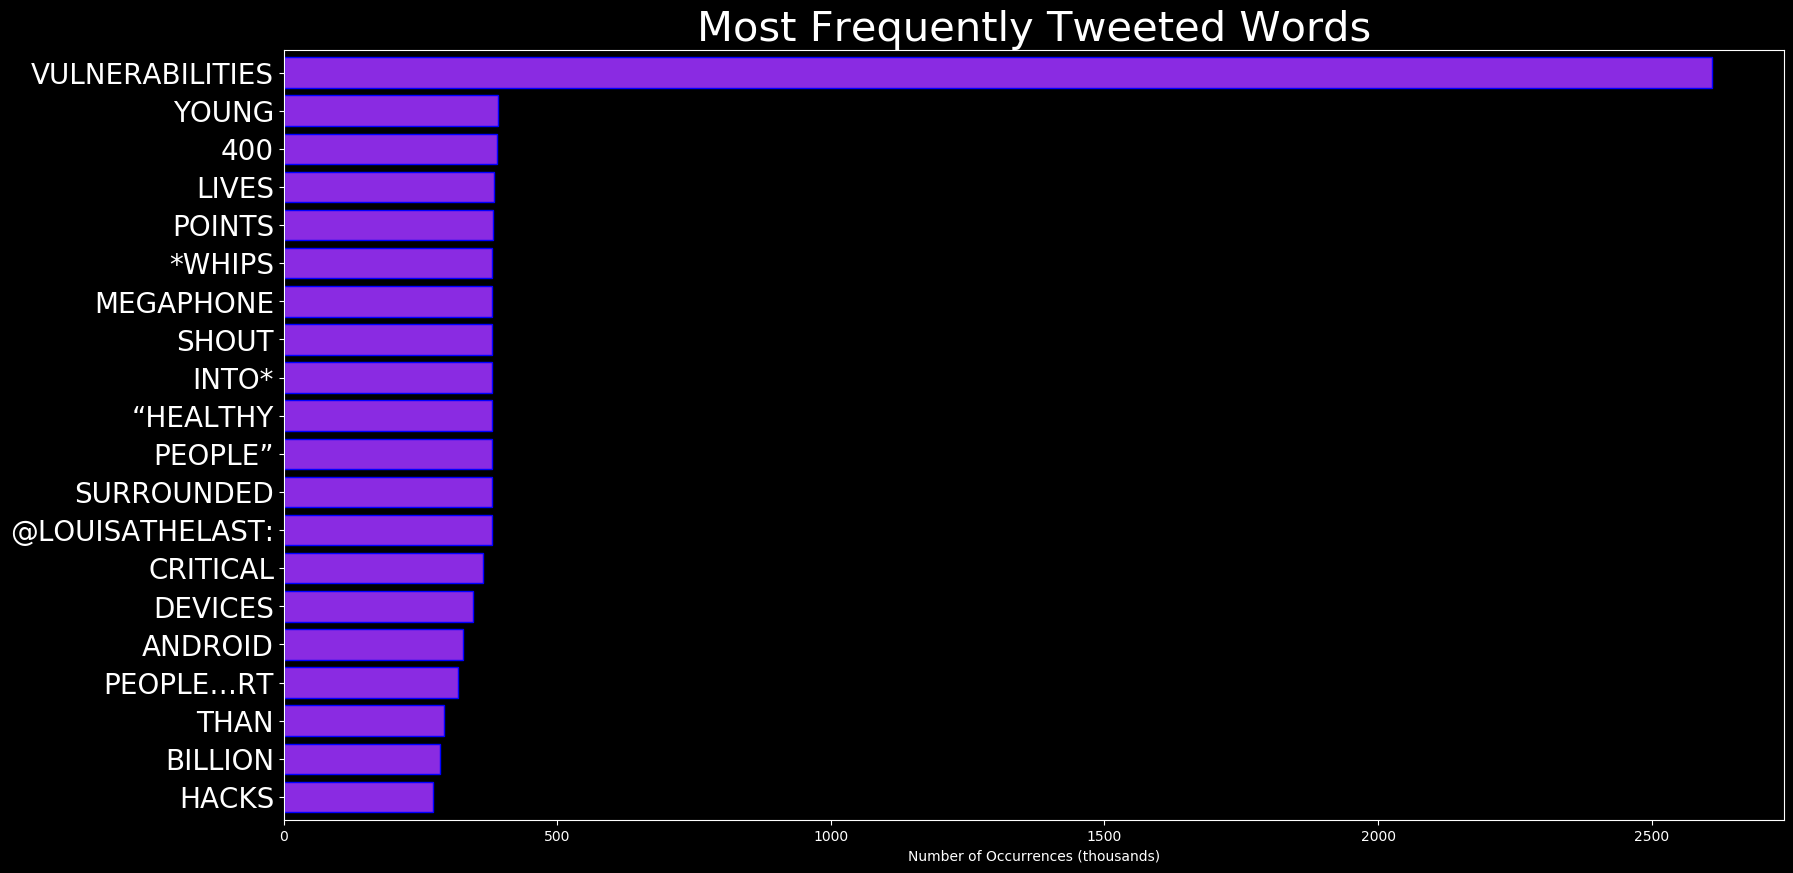 Most Frequently Tweeted Words
VULNERABILITIES
YOUNG
400
LIVES
POINTS
*WHIPS
MEGAPHONE
SHOUT
INTO*
“HEALTHY
PEOPLE”
SURROUNDED
@LOUISATHELAST:
CRITICAL
DEVICES
ANDROID
PEOPLE…RT
THAN
BILLION
HACKS
0 500 1000 1500 2000 2500
Number of Occurrences (thousands)